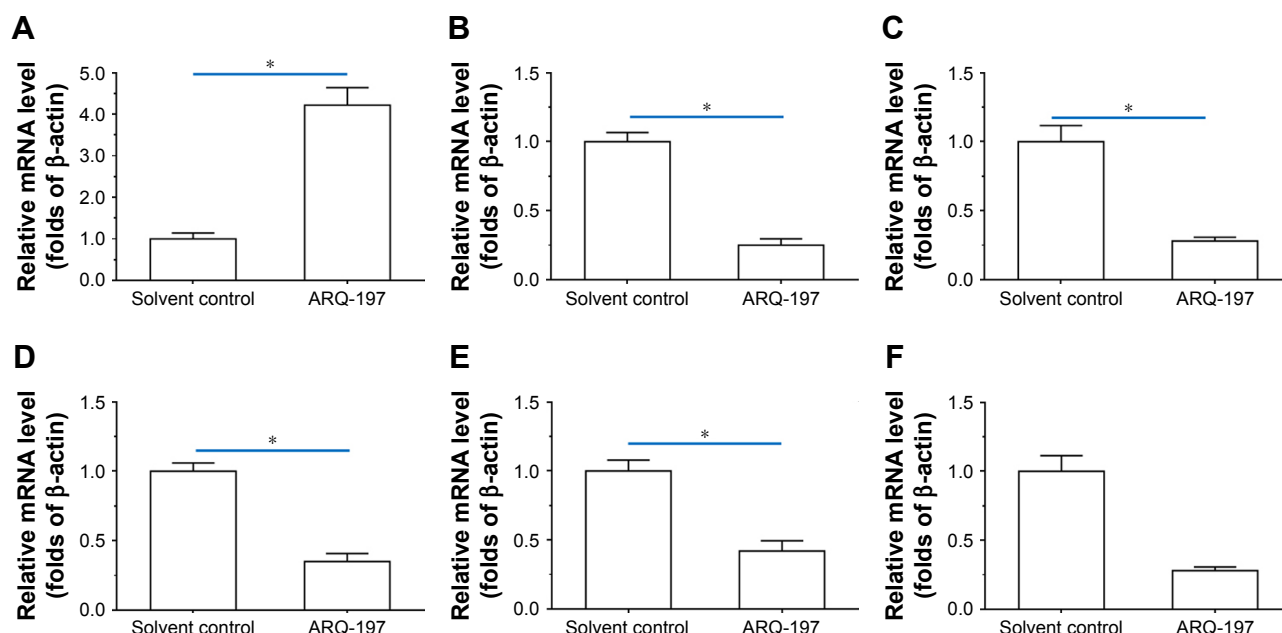 A
B
C
Relative mRNA level
(folds of β-actin)
5.0
4.0
3.0
2.0
1.0
0.0
*
Solvent control
ARQ-197
Relative mRNA level
(folds of β-actin)
1.5
1.0
0.5
0.0
*
Solvent control
ARQ-197
Relative mRNA level
(folds of β-actin)
1.5
1.0
0.5
0.0
*
Solvent control
ARQ-197
D
E
F
Relative mRNA level
(folds of β-actin)
1.5
1.0
0.5
0.0
*
Solvent control
ARQ-197
Relative mRNA level
(folds of β-actin)
1.5
1.0
0.5
0.0
*
Solvent control
ARQ-197
Relative mRNA level
(folds of β-actin)
1.5
1.0
0.5
0.0
Solvent control
ARQ-197